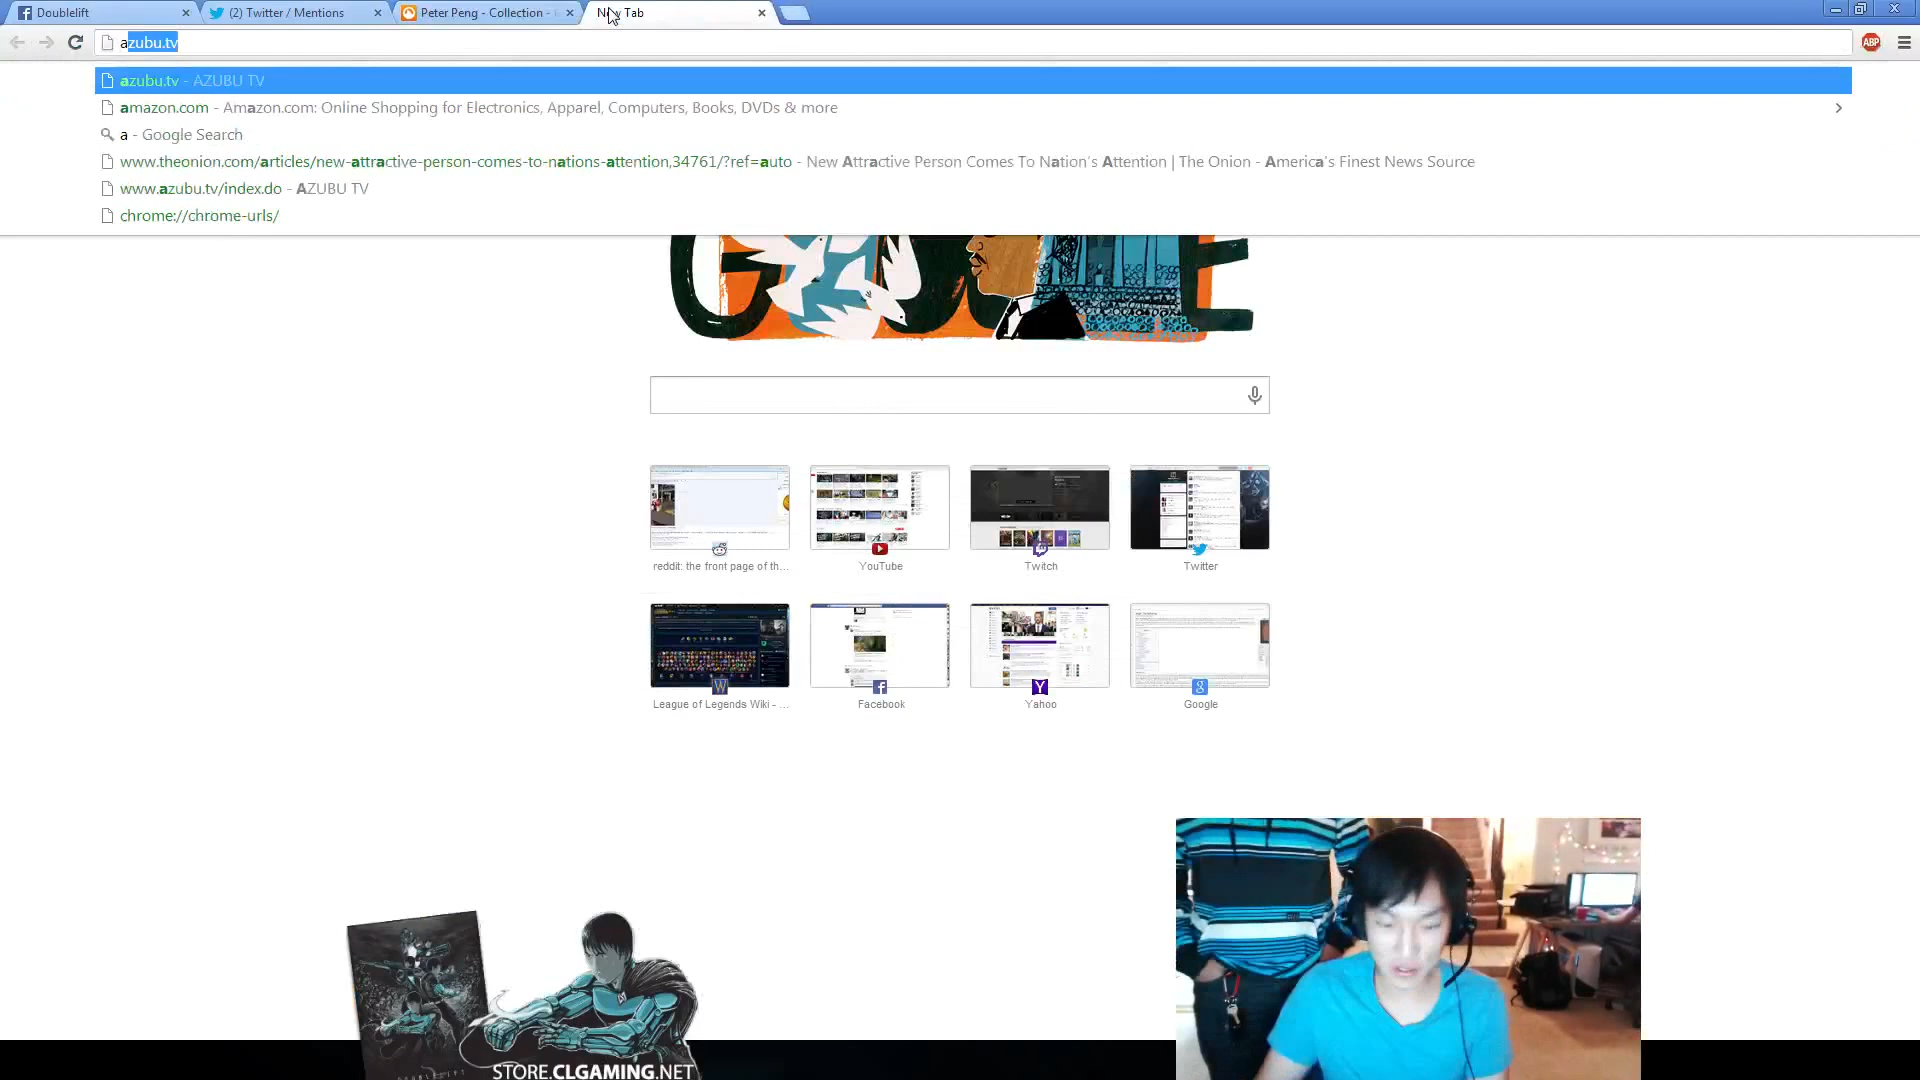 Doublelift
(2) Twitter / Mentions
Peter Peng - Collection -
New Tab
azubu.tv
ABP
azubu.tv - AZUBU TV
amazon.com - Amazon.com: Online Shopping for Electronics, Apparel, Computers, Books, DVDs & more
a - Google Search
www.theonion.com/articles/new-attractive-person-comes-to-nations-attention,34761/?ref=auto - New Attractive Person Comes To Nation's Attention | The Onion - America's Finest News Source
www.azubu.tv/index.do - AZUBU TV
chrome://chrome-urls/
reddit: the front page of th...
YouTube
Twitch
Twitter
League of Legends Wiki - ...
Facebook
Yahoo
Google
STORE.CLGAMING.NET